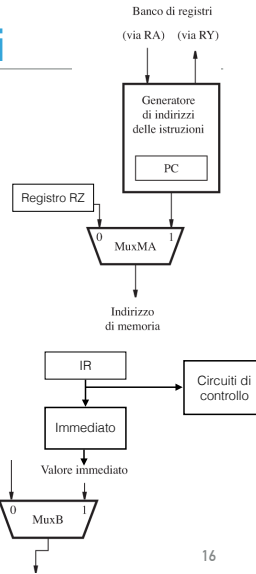 i
Banco di registri
(via RA) (via RY)
Generatore
di indirizzi
delle istruzioni
PC
Registro RZ
0 1
MuxMA
Indirizzo
di memoria
IR
Circuiti di
controllo
Immediato
Valore immediato
0 1
MuxB
16